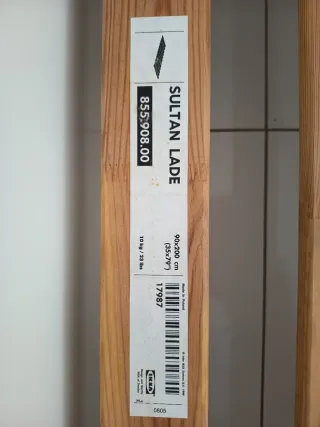 SULTAN LADE
855.908.00
90x200 cm
(35x79")
10 kg / 22 lbs
Made in Poland
17987
IKEA
0805